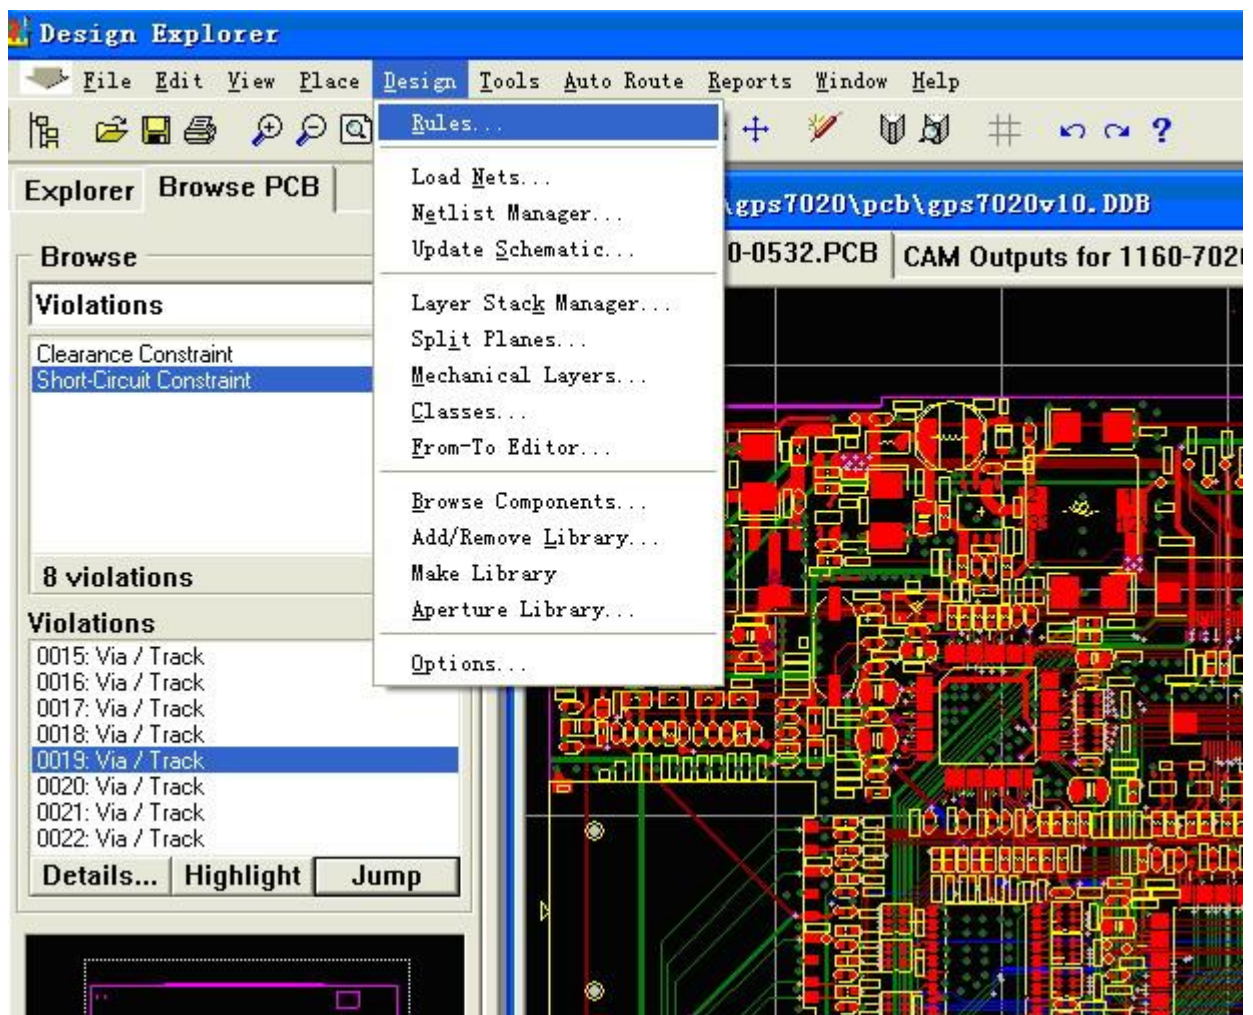 Design Explorer
File Edit View Place Design Tools Auto Route Reports Window Help
Rules...
Explorer Browse PCB
Load Nets...
\gps7020\pcb\gps7020v10.DDB
Netlist Manager...
Browse
Update Schematic...
0-0532.PCB CAM Outputs for 1160-702
Violations
Layer Stack Manager...
Clearance Constraint
Split Planes...
Short-Circuit Constraint
Mechanical Layers...
Classes...
From-To Editor...
Browse Components...
Add/Remove Library...
8 violations
Make Library
Violations
Aperture Library...
0015: Via / Track
Options...
0016: Via / Track
0017: Via / Track
0018: Via / Track
0019: Via / Track
0020: Via / Track
0021: Via / Track
0022: Via / Track
Details... Highlight Jump